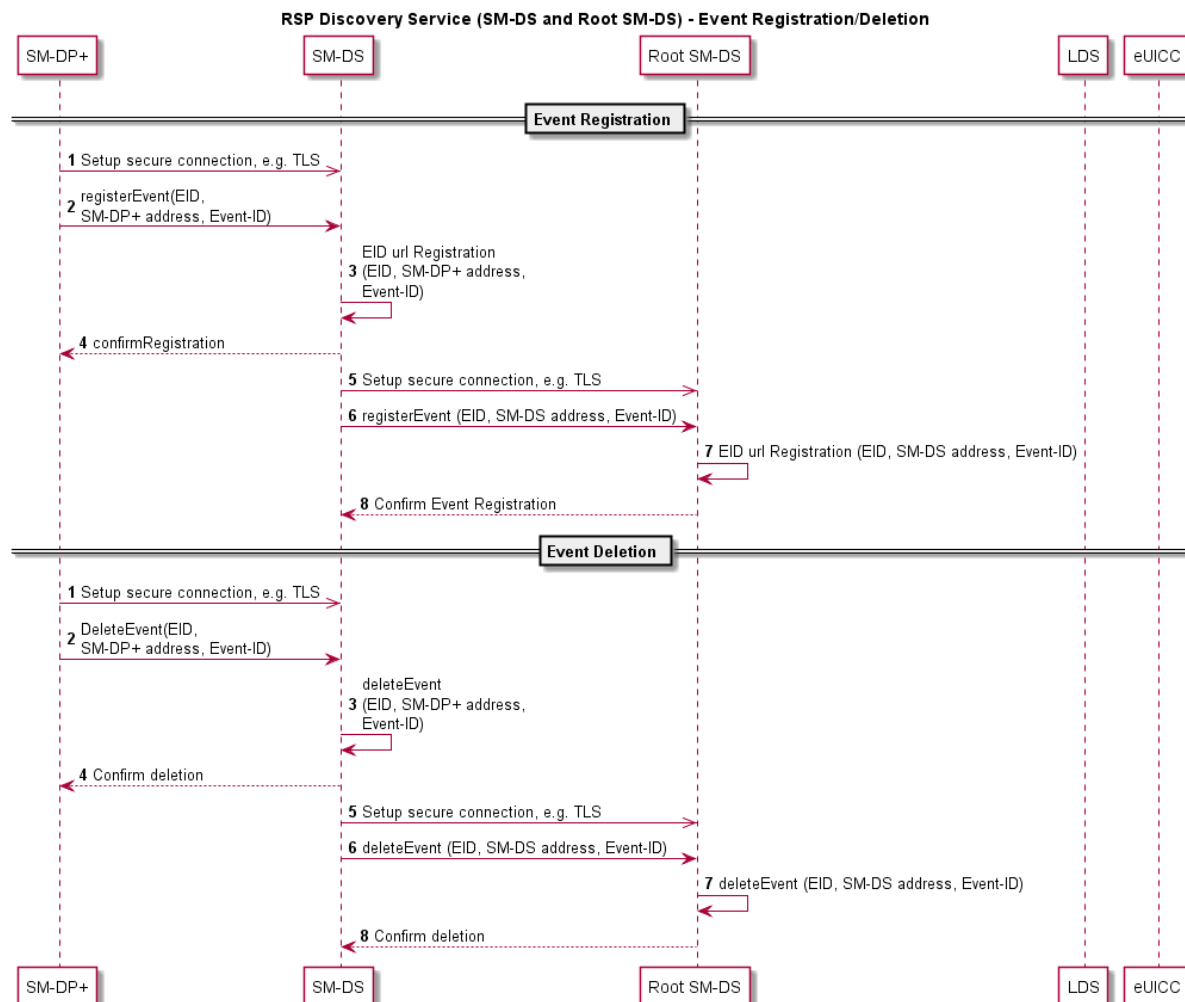 RSP Discovery Service (SM-DS and Root SM-DS) - Event Registration/Deletion
SM-DP+
SM-DS
Root SM-DS
LDS
eUICC
Event Registration
1 Setup secure connection, e.g. TLS
registerEvent(EID,
2 SM-DP+ address, Event-ID)
EID url Registration
3 (EID, SM-DP+ address,
Event-ID)
4 confirmRegistration
5 Setup secure connection, e.g. TLS
6 registerEvent (EID, SM-DS address, Event-ID)
7 EID url Registration (EID, SM-DS address, Event-ID)
8 Confirm Event Registration
Event Deletion
1 Setup secure connection, e.g. TLS
DeleteEvent(EID,
2 SM-DP+ address, Event-ID)
deleteEvent
3 (EID, SM-DP+ address,
Event-ID)
4 Confirm deletion
5 Setup secure connection, e.g. TLS
6 deleteEvent (EID, SM-DS address, Event-ID)
7 deleteEvent (EID, SM-DS address, Event-ID)
8 Confirm deletion
SM-DP+
SM-DS
Root SM-DS
LDS
eUICC